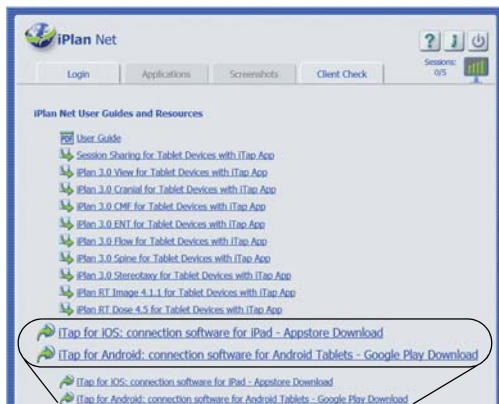 iPlan Net
Login
Applications
Screenshots
Client Check
Sessions:
0/5
iPlan Net User Guides and Resources
PDF User Guide
Session Sharing for Tablet Devices with iTap App
iPlan 3.0 View for Tablet Devices with iTap App
iPlan 3.0 Cranial for Tablet Devices with iTap App
iPlan 3.0 CMF for Tablet Devices with iTap App
iPlan 3.0 ENT for Tablet Devices with iTap App
iPlan 3.0 Flow for Tablet Devices with iTap App
iPlan 3.0 Spine for Tablet Devices with iTap App
iPlan 3.0 Stereotaxy for Tablet Devices with iTap App
iPlan RT Image 4.1.1 for Tablet Devices with iTap App
iPlan RT Dose 4.5 for Tablet Devices with iTap App
iTap for iOS: connection software for iPad - Appstore Download
iTap for Android: connection software for Android Tablets - Google Play Download
iTap for iOS: connection software for iPad - Appstore Download
iTap for Android: connection software for Android Tablets - Google Play Download